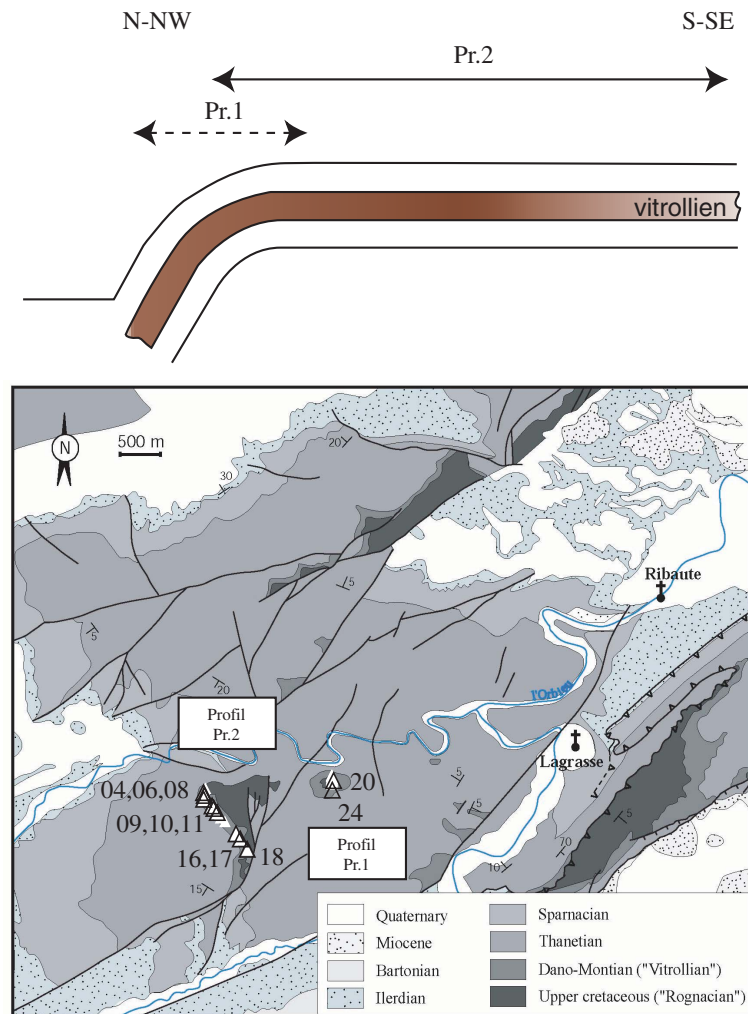 N-NW
S-SE
Pr.2
Pr.1
vitrollien
N
500 m
20
30
5
Ribaute
5
20
l'Orbieu
Profil
Pr.2
Lagrasse
04,06,08
20
5
24
5
09,10,11
5
Profil
Pr.1
16,17
18
70
10
15
Quaternary
Miocene
Bartonian
Ilerdian
Sparnacian
Thanetian
Dano-Montian ("Vitrollian")
Upper cretaceous ("Rognacian")